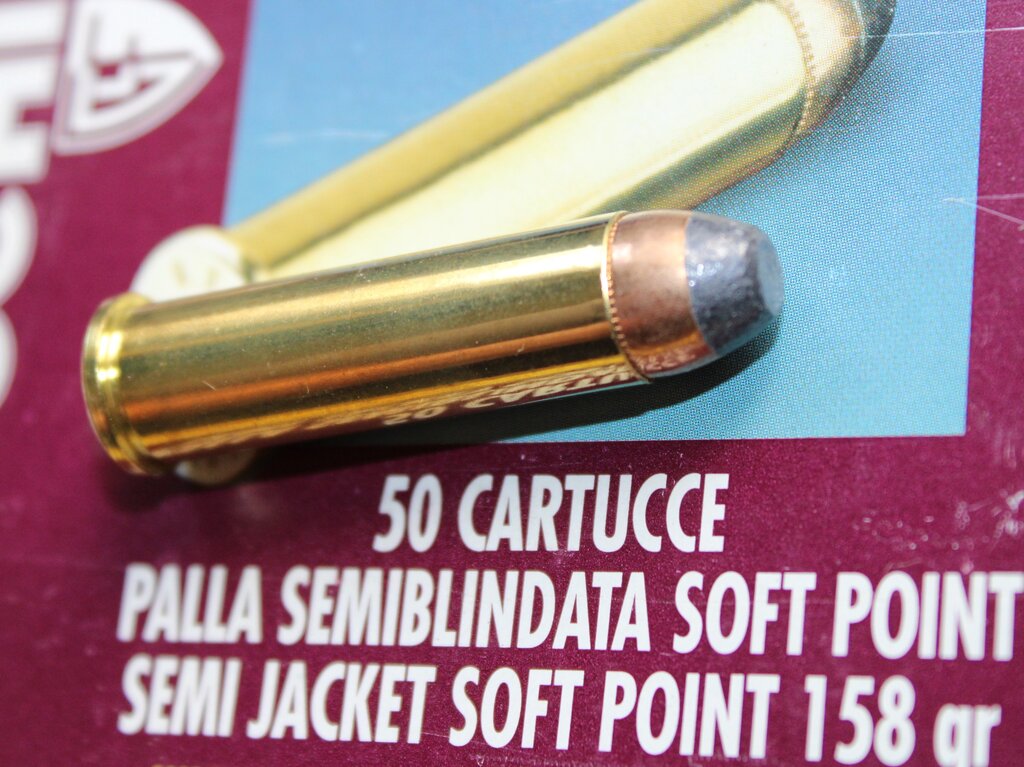 50 CARTUCCE
PALLA SEMIBLINDATA SOFT POINT
SEMI JACKET SOFT POINT 158 gr